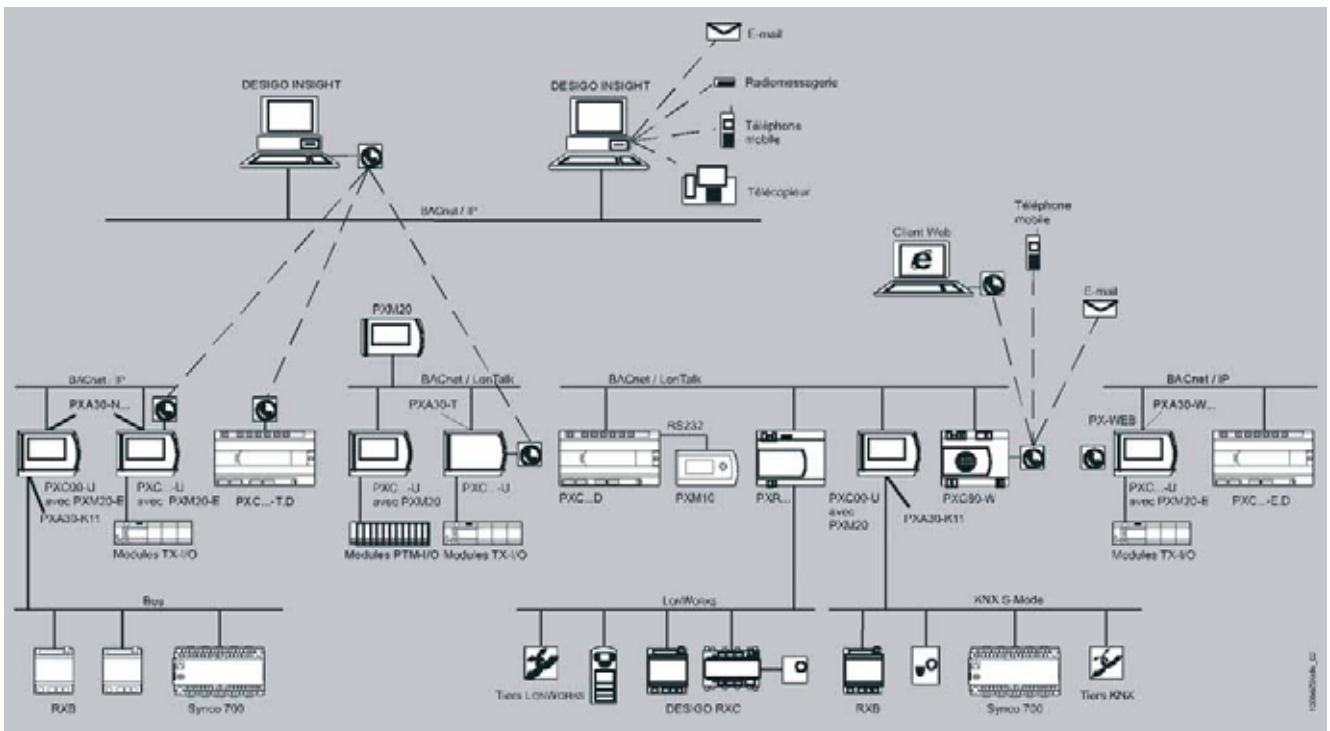 E-mail
DESIGO INSIGHT
DESIGO INSIGHT
Radiomessagerie
Téléphone
mobile
Télécopieur
BACnet / IP
Téléphone
mobile
Client Web
E-mail
PXM20
BACnet / IP
BACnet / LonTalk
BACnet / LonTalk
BACnet / IP
PXA30-N...
PXA30-T
RS232
PX-WEB
PXA30-W...
PXC00-U
avec PXM20-E
PXA30-K11
PXC...-U
avec PXM20-E
PXC...-T.D
PXC...-U
avec PXM20
PXC...-U
PXC...D
PXM10
PXR...
PXC00-U
avec
PXM20
PXA30-K11
PXG80-W
PXC...-U
avec PXM20-E
PXC...-E.D
Modules TX-I/O
Modules PTM-I/O
Modules TX-I/O
Modules TX-I/O
Bus
LONWORKS
KNX S-Mode
RXB
Synco 700
Tiers LONWORKS
DESIGO RXC
RXB
Synco 700
Tiers KNX